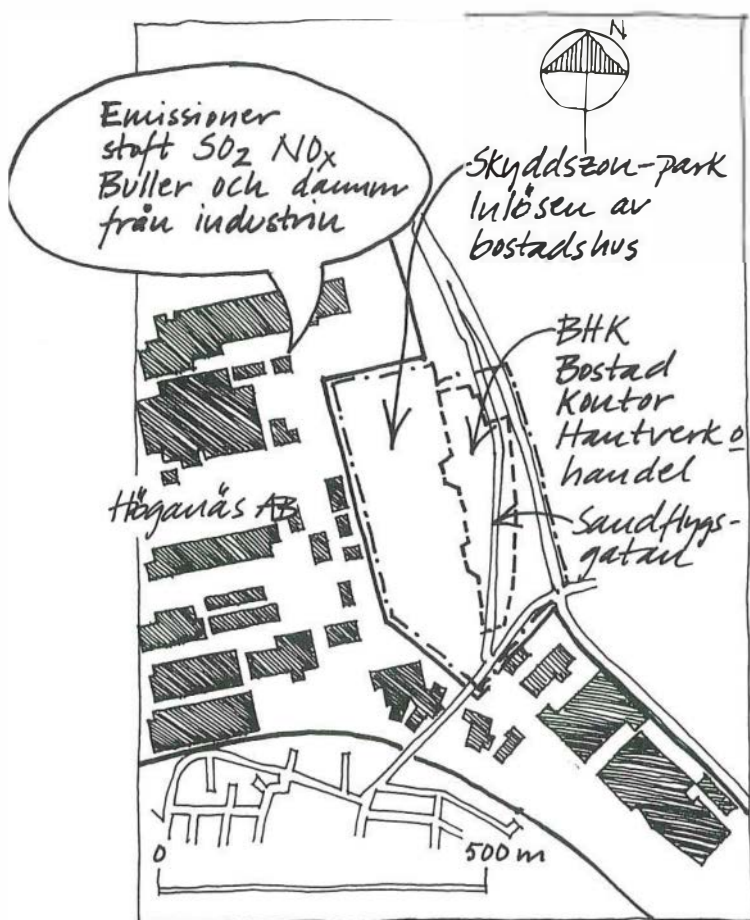 N
Emissioner
stoft SO₂ NOx
Buller och damm
från industrin
Skyddszon-park
Inlösen av
bostadshus
BHK
Bostad
Kontor
Hantverk o
handel
Höganäs AB
Sandflygs-
gatan
0 500 m